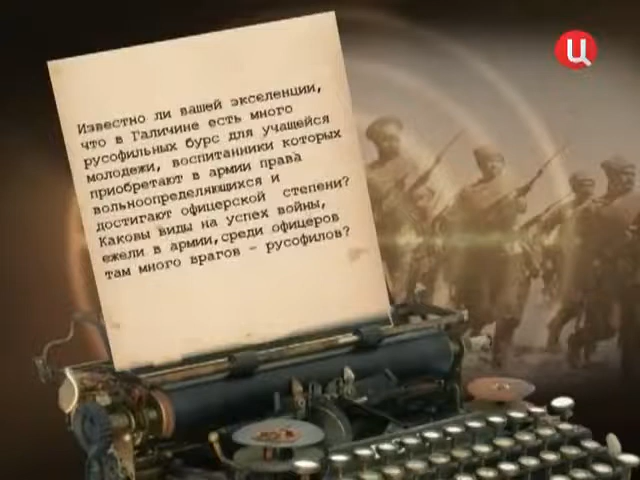 Ц
Известно ли вашей экселенции,
что в Галичине есть много
русофильных бурс для учащейся
молодежи, воспитанники которых
приобретают в армии права
вольноопределяющихся и
достигают офицерской степени?
Каковы виды на успех войны,
ежели в армии,среди офицеров
там много врагов - русофилов?